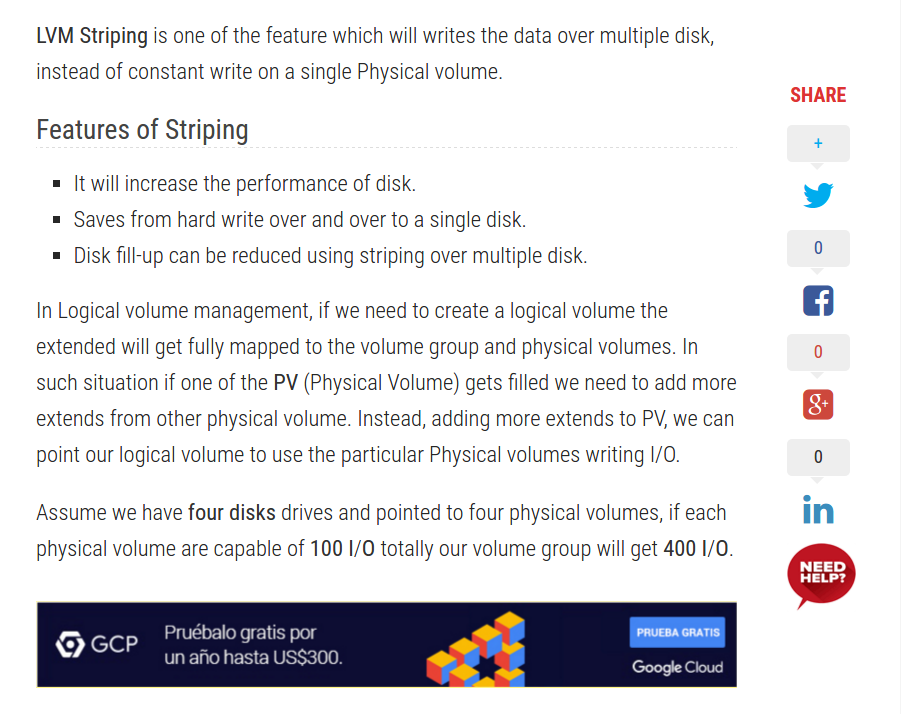 LVM Striping is one of the feature which will writes the data over multiple disk,
instead of constant write on a single Physical volume.
Features of Striping
It will increase the performance of disk.
Saves from hard write over and over to a single disk.
Disk fill-up can be reduced using striping over multiple disk.
In Logical volume management, if we need to create a logical volume the
extended will get fully mapped to the volume group and physical volumes. In
such situation if one of the PV (Physical Volume) gets filled we need to add more
extends from other physical volume. Instead, adding more extends to PV, we can
point our logical volume to use the particular Physical volumes writing I/O.
Assume we have four disks drives and pointed to four physical volumes, if each
physical volume are capable of 100 I/O totally our volume group will get 400 I/O.
GCP
Pruébalo gratis por
un año hasta US$300.
PRUEBA GRATIS
Google Cloud
SHARE
+
0
f
0
g+
0
in
NEED
HELP?